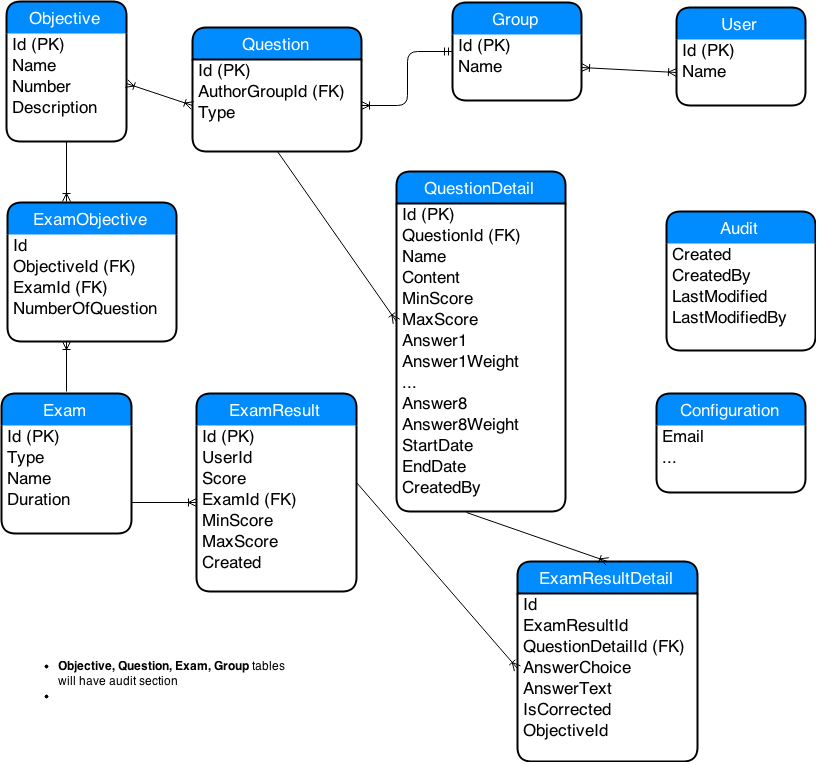 Objective
Id (PK)
Name
Number
Description
Question
Id (PK)
AuthorGroupId (FK)
Type
Group
Id (PK)
Name
User
Id (PK)
Name
ExamObjective
Id
ObjectiveId (FK)
ExamId (FK)
NumberOfQuestion
QuestionDetail
Id (PK)
QuestionId (FK)
Name
Content
MinScore
MaxScore
Answer1
Answer1Weight
...
Answer8
Answer8Weight
StartDate
EndDate
CreatedBy
Audit
Created
CreatedBy
LastModified
LastModifiedBy
Exam
Id (PK)
Type
Name
Duration
ExamResult
Id (PK)
UserId
Score
ExamId (FK)
MinScore
MaxScore
Created
Configuration
Email
...
ExamResultDetail
Id
ExamResultId
QuestionDetailId (FK)
AnswerChoice
AnswerText
IsCorrected
ObjectiveId
• Objective, Question, Exam, Group tables
will have audit section
•